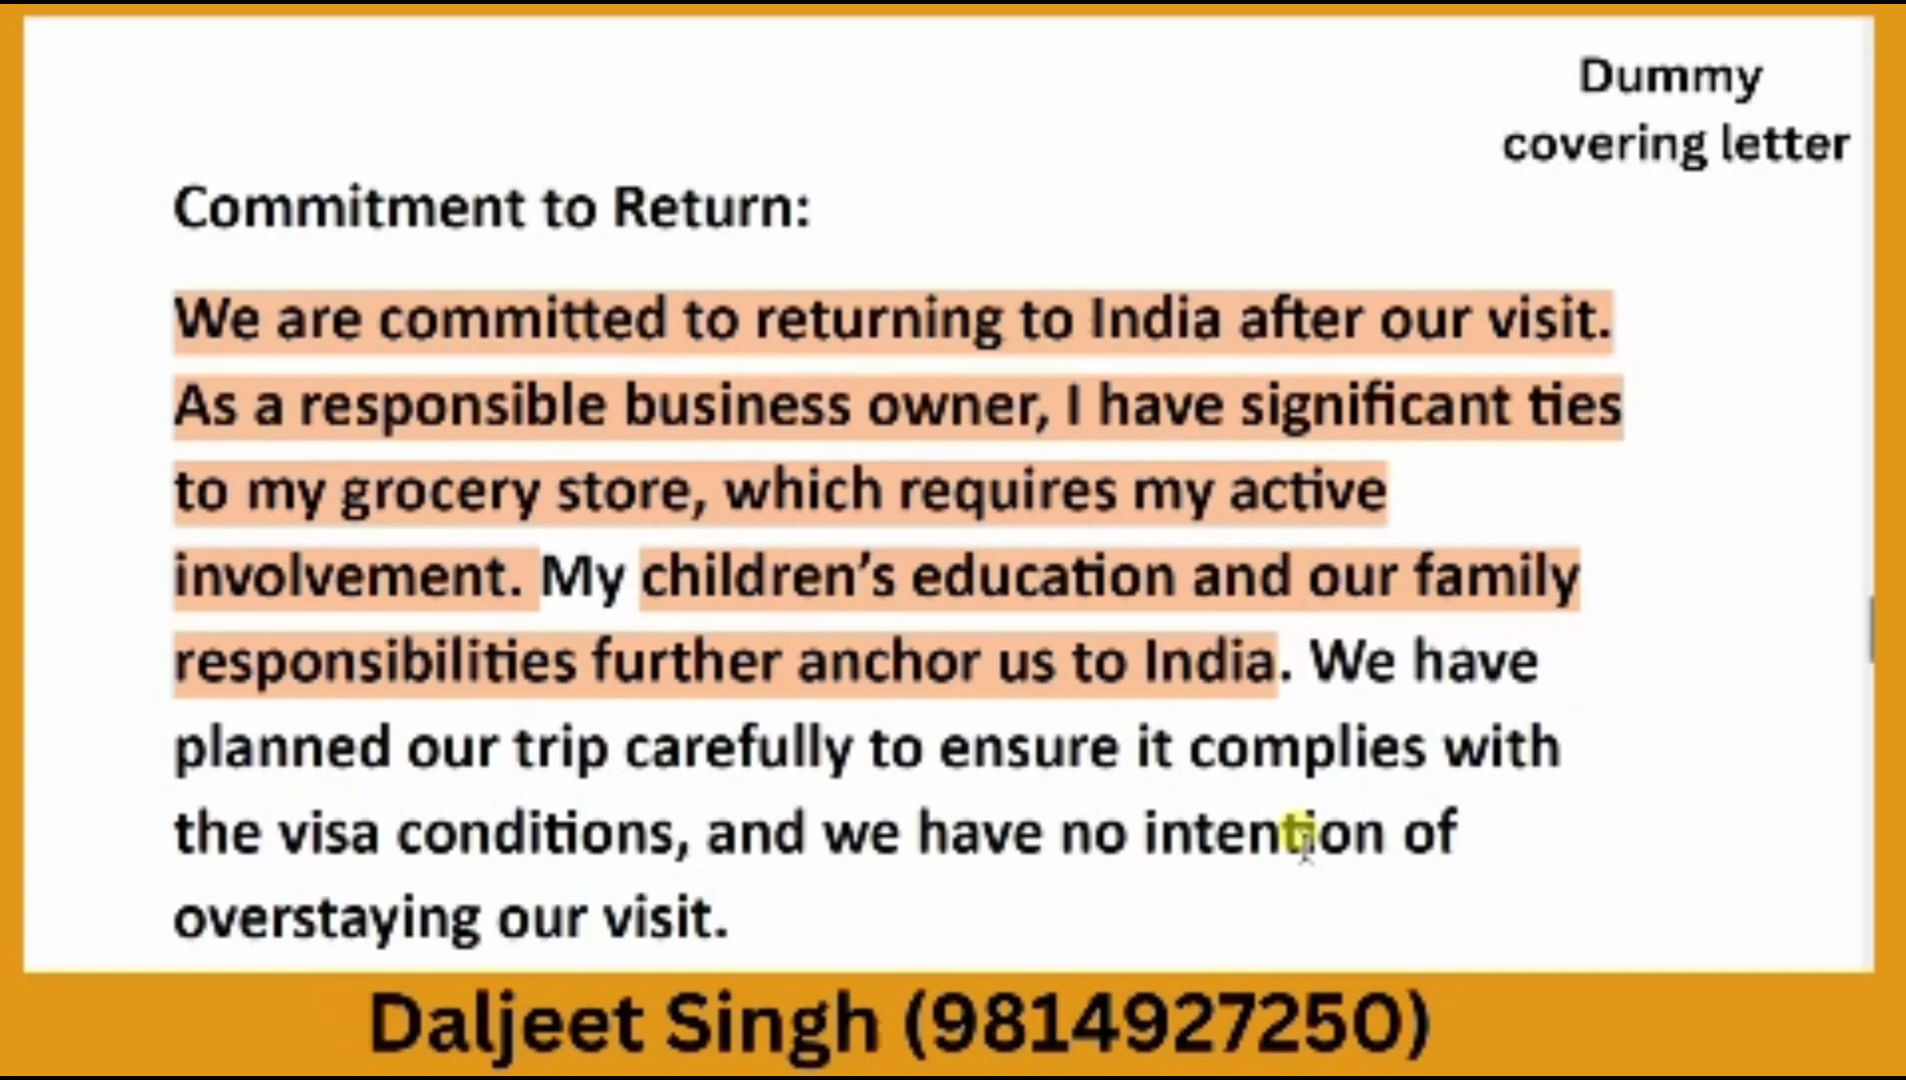 Dummy
covering letter
Commitment to Return:
We are committed to returning to India after our visit.
As a responsible business owner, I have significant ties
to my grocery store, which requires my active
involvement. My children’s education and our family
responsibilities further anchor us to India. We have
planned our trip carefully to ensure it complies with
the visa conditions, and we have no intention of
overstaying our visit.
Daljeet Singh (9814927250)